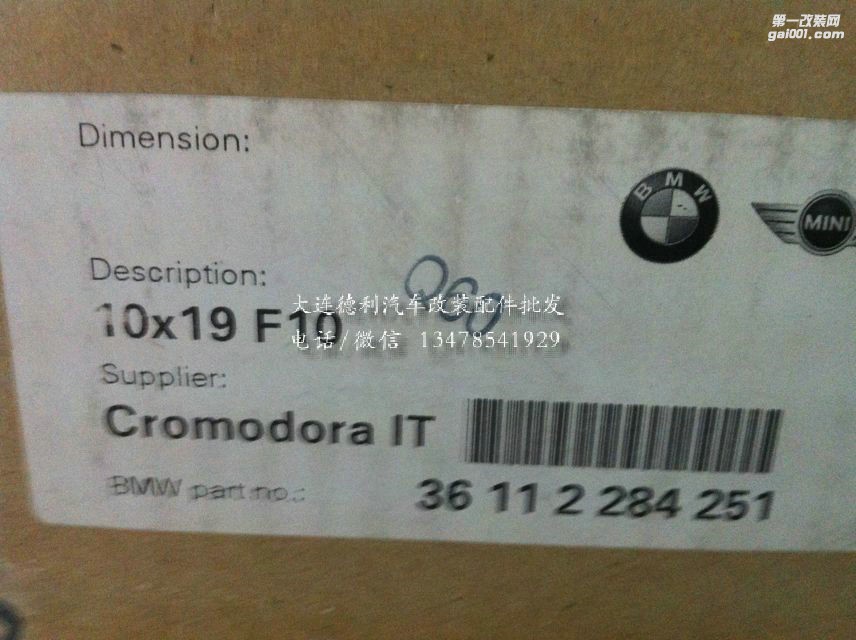 第一改装网
gai001.com
Dimension:
BMW
MINI
Description:
大连德利汽车改装配件批发
10x19 F10
电话/微信 13478541929
Supplier:
Cromodora IT
BMW part no.:
36 11 2 284 251